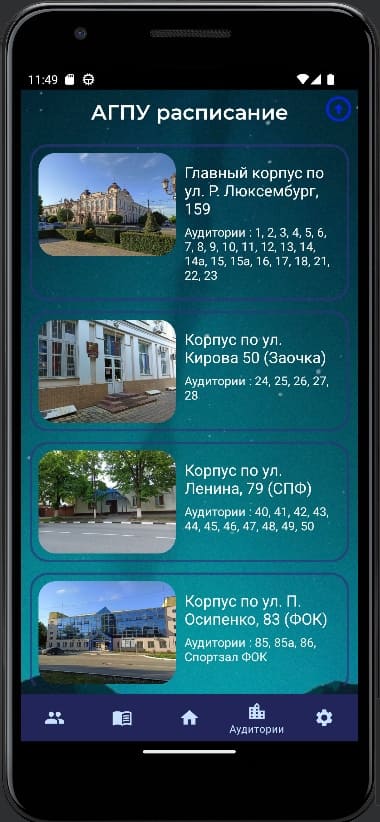 11:49
АГПУ расписание
Главный корпус по
ул. Р. Люксембург,
159
Аудитории : 1, 2, 3, 4, 5, 6,
7, 8, 9, 10, 11, 12, 13, 14,
14а, 15, 15а, 16, 17, 18, 21,
22, 23
Корпус по ул.
Кирова 50 (Заочка)
Аудитории : 24, 25, 26, 27,
28
Корпус по ул.
Ленина, 79 (СПФ)
Аудитории : 40, 41, 42, 43,
44, 45, 46, 47, 48, 49, 50
Корпус по ул. П.
Осипенко, 83 (ФОК)
Аудитории : 85, 85а, 86,
Спортзал ФОК
Аудитории